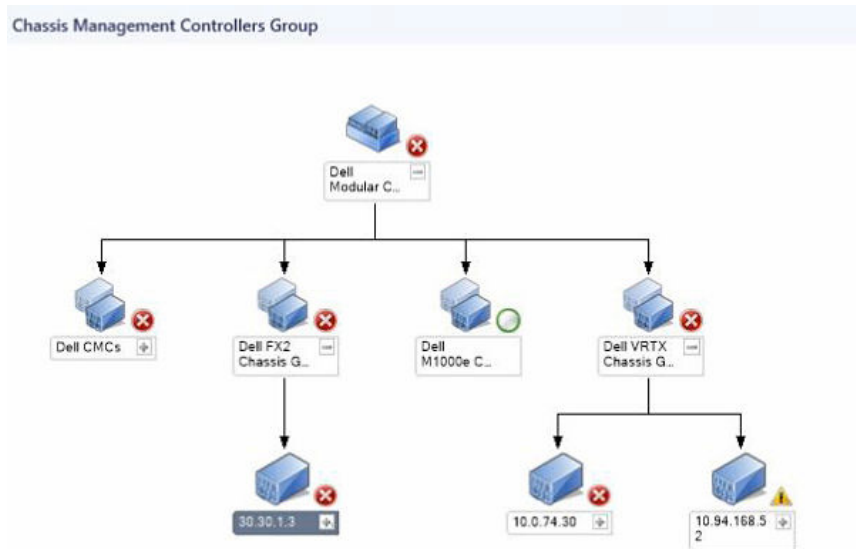 Chassis Management Controllers Group
Dell
Modular C...
Dell CMCs
Dell FX2
Chassis G...
Dell
M1000e C...
Dell VRTX
Chassis G...
30.30.1.3
10.0.74.30
10.94.168.5
2